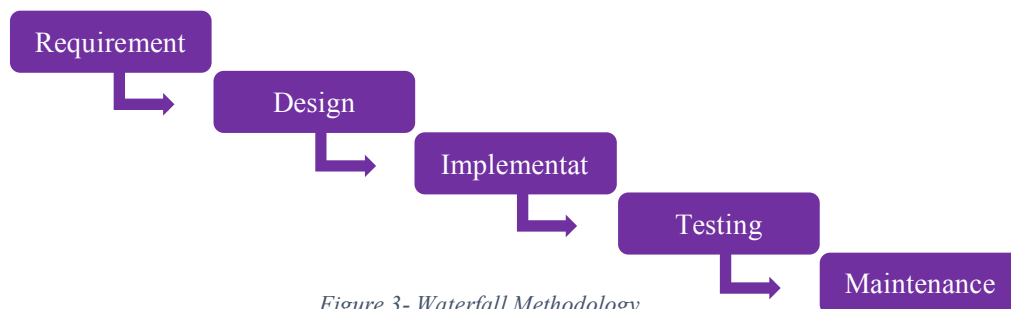 Requirement
Design
Implementat
Testing
Maintenance
Figure 3- Waterfall Methodology